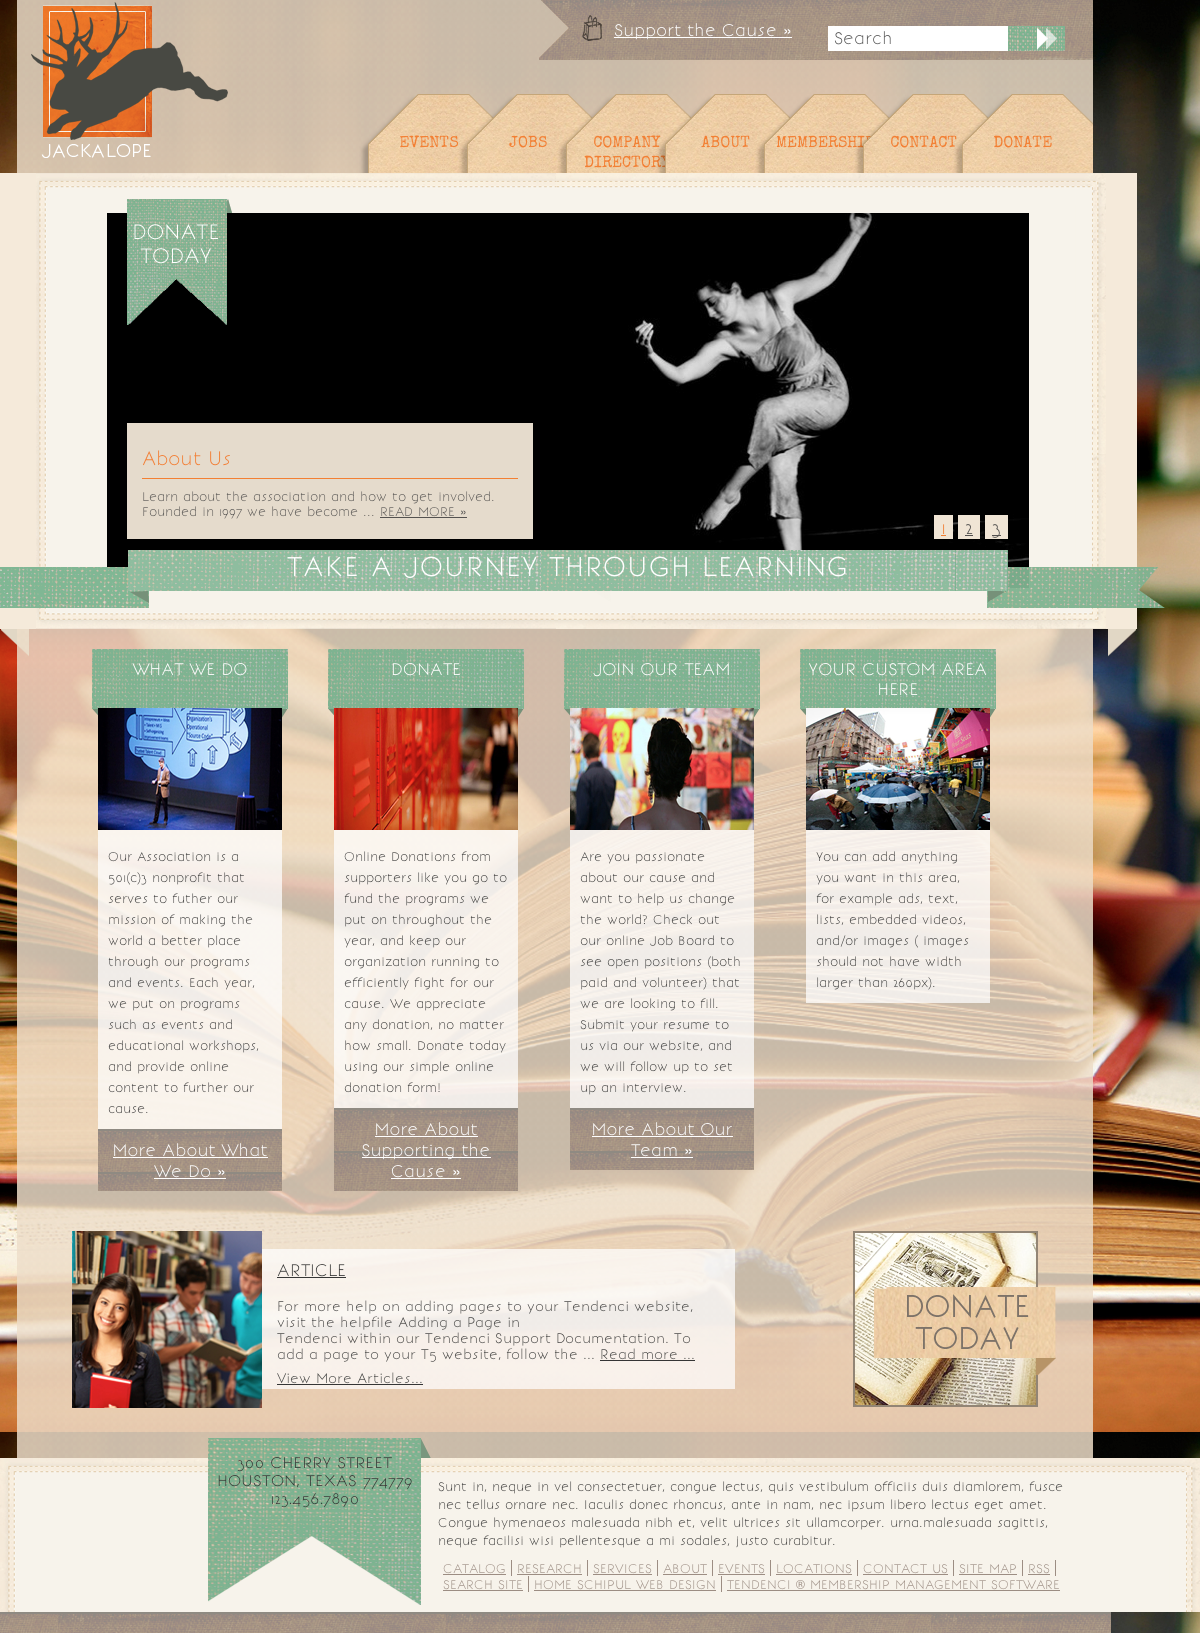 Support the Cause »
Search
JACKALOPE
EVENTS
JOBS
COMPANY
DIRECTORY
ABOUT
MEMBERSHIP
CONTACT
DONATE
DONATE
TODAY
About Us
Learn about the association and how to get involved.
Founded in 1997 we have become ... READ MORE »
1 2 3
TAKE A JOURNEY THROUGH LEARNING
WHAT WE DO
Our Association is a
501(c)3 nonprofit that
serves to futher our
mission of making the
world a better place
through our programs
and events. Each year,
we put on programs
such as events and
educational workshops,
and provide online
content to further our
cause.
More About What
We Do »
DONATE
Online Donations from
supporters like you go to
fund the programs we
put on throughout the
year, and keep our
organization running to
efficiently fight for our
cause. We appreciate
any donation, no matter
how small. Donate today
using our simple online
donation form!
More About
Supporting the
Cause »
JOIN OUR TEAM
Are you passionate
about our cause and
want to help us change
the world? Check out
our online Job Board to
see open positions (both
paid and volunteer) that
we are looking to fill.
Submit your resume to
us via our website, and
we will follow up to set
up an interview.
More About Our
Team »
YOUR CUSTOM AREA
HERE
You can add anything
you want in this area,
for example ads, text,
lists, embedded videos,
and/or images ( images
should not have width
larger than 260px).
ARTICLE
For more help on adding pages to your Tendenci website,
visit the helpfile Adding a Page in
Tendenci within our Tendenci Support Documentation. To
add a page to your T5 website, follow the ... Read more ...
View More Articles...
DONATE
TODAY
300 CHERRY STREET
HOUSTON, TEXAS 774779
123.456.7890
Sunt in, neque in vel consectetuer, congue lectus, quis vestibulum officiis duis diamlorem, fusce
nec tellus ornare nec. Iaculis donec rhoncus, ante in nam, nec ipsum libero lectus eget amet.
Congue hymenaeos malesuada nibh et, velit ultrices sit ullamcorper. urna.malesuada sagittis,
neque facilisi wisi pellentesque a mi sodales, justo curabitur.
CATALOG | RESEARCH | SERVICES | ABOUT | EVENTS | LOCATIONS | CONTACT US | SITE MAP | RSS |
SEARCH SITE | HOME SCHIPUL WEB DESIGN | TENDENCI ® MEMBERSHIP MANAGEMENT SOFTWARE